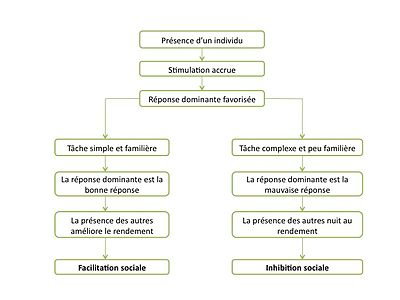 Présence d'un individu
Stimulation accrue
Réponse dominante favorisée
Tâche simple et familière
Tâche complexe et peu familière
La réponse dominante est la
bonne réponse
La réponse dominante est la
mauvaise réponse
La présence des autres
améliore le rendement
La présence des autres nuit au
rendement
Facilitation sociale
Inhibition sociale